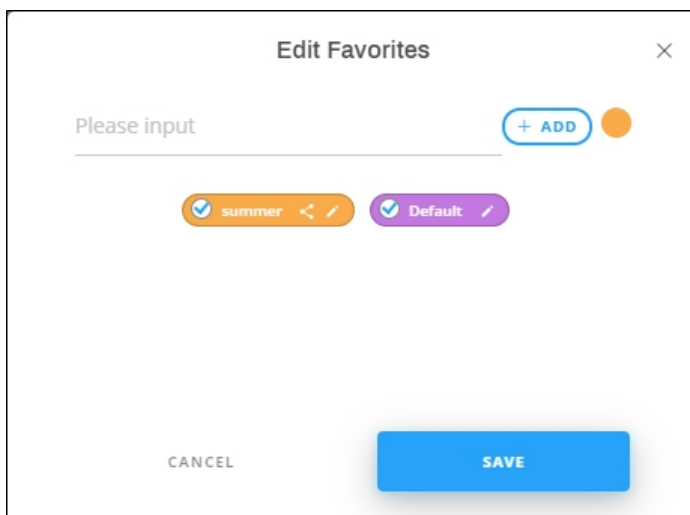 Edit Favorites
Please input
+ ADD
summer
Default
CANCEL
SAVE